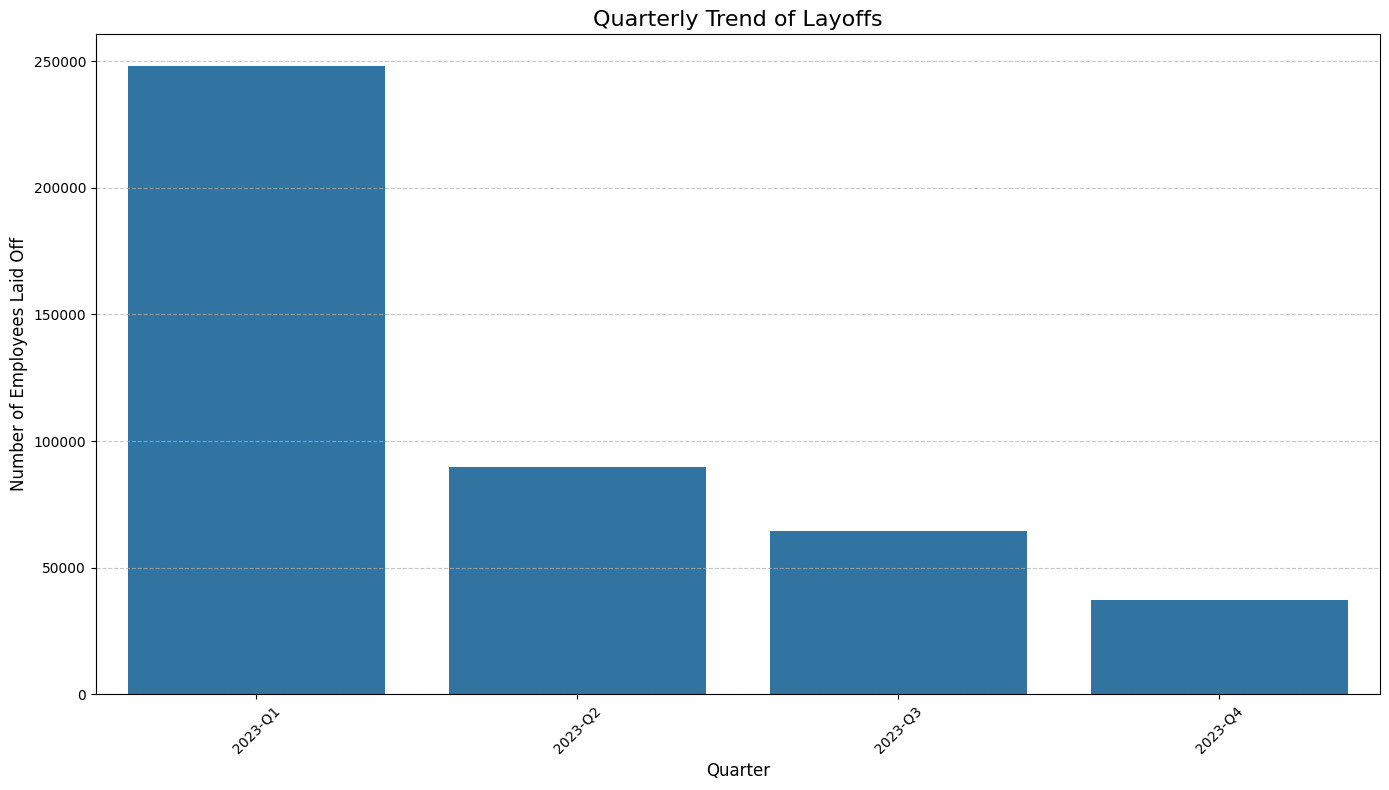 Quarterly Trend of Layoffs
Number of Employees Laid Off
250000
200000
150000
100000
50000
0
2023-Q1
2023-Q2
2023-Q3
2023-Q4
Quarter